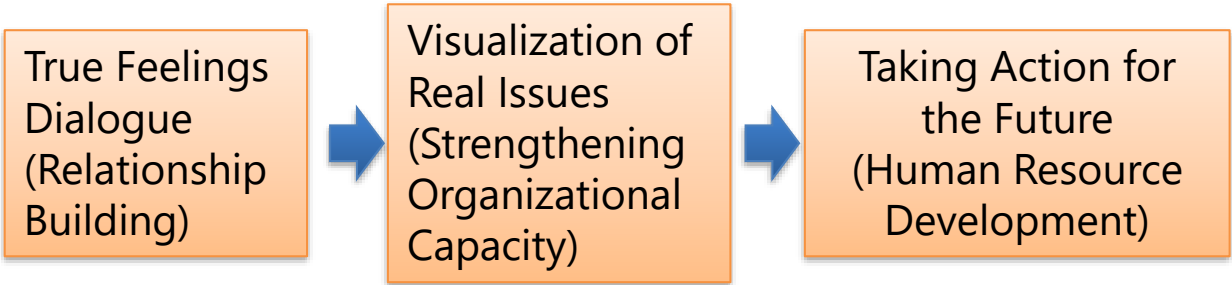 True Feelings
Dialogue
(Relationship
Building)
Visualization of
Real Issues
(Strengthening
Organizational
Capacity)
Taking Action for
the Future
(Human Resource
Development)